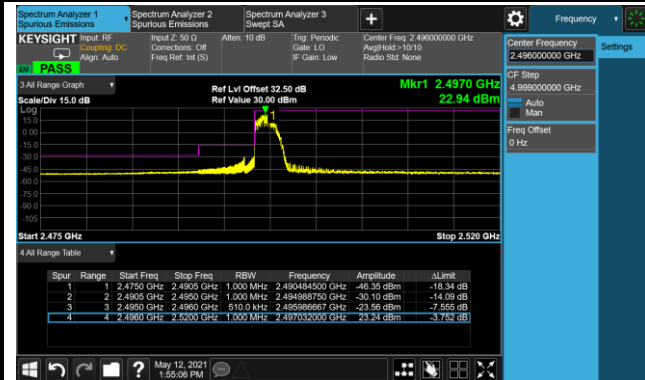 Spectrum Analyzer 1
Spurious Emissions
Spectrum Analyzer 2
Spurious Emissions
Spectrum Analyzer 3
Swept SA
Frequency
KEYSIGHT
Input: RF
Coupling: DC
Align: Auto
Input Z: 50 Ω
Corrections: Off
Freq Ref: Int (S)
Atten: 10 dB
Trig: Periodic
Gate: LO
IF Gain: Low
Center Freq: 2.496000000 GHz
Avg|Hold:>10/10
Radio Std: None
PASS
Center Frequency
2.496000000 GHz
Settings
CF Step
4.999000000 GHz
Auto
Man
Freq Offset
0 Hz
3 All Range Graph
Scale/Div 15.0 dB
Ref Lvl Offset 32.50 dB
Ref Value 30.00 dBm
Mkr1 2.4970 GHz
22.94 dBm
Log
15.0
0.00
-15.0
-30.0
-45.0
-60.0
-75.0
-90.0
-105
1
Start 2.475 GHz
Stop 2.520 GHz
4 All Range Table
Spur Range Start Freq Stop Freq RBW Frequency Amplitude ΔLimit
1 1 2.4750 GHz 2.4905 GHz 1.000 MHz 2.490484500 GHz -46.35 dBm -18.34 dB
2 2 2.4905 GHz 2.4950 GHz 1.000 MHz 2.494988750 GHz -30.10 dBm -14.09 dB
3 3 2.4950 GHz 2.4960 GHz 510.0 kHz 2.495986667 GHz -23.56 dBm -7.555 dB
4 4 2.4960 GHz 2.5200 GHz 1.000 MHz 2.497032000 GHz 23.24 dBm -3.752 dB
May 12, 2021
1:55:06 PM